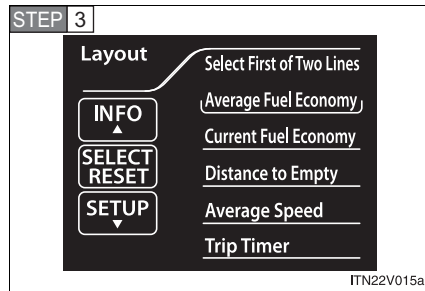 STEP 3
Layout
Select First of Two Lines
INFO
Average Fuel Economy
Current Fuel Economy
SELECT
RESET
Distance to Empty
SETUP
Average Speed
Trip Timer
ITN22V015a